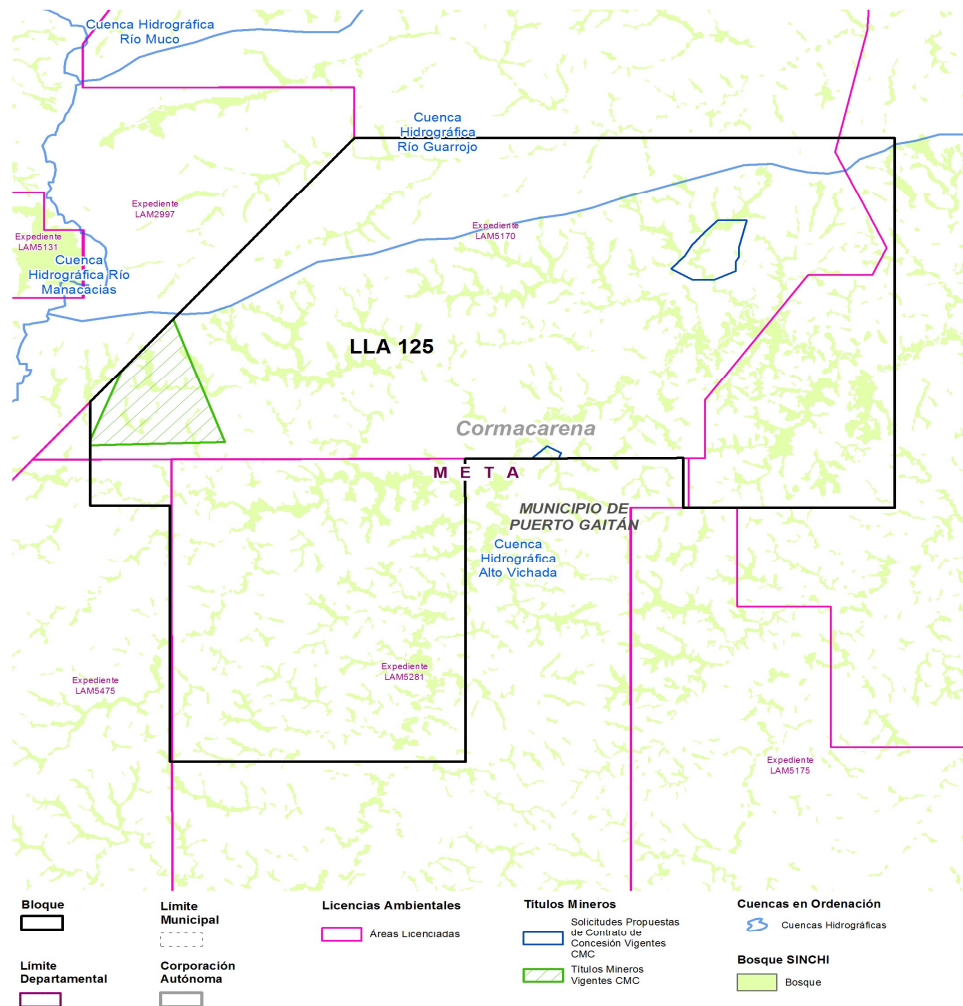 Cuenca Hidrográfica
Río Muco
Cuenca
Hidrográfica
Río Guarrojo
Expediente
LAM2997
Expediente
LAM5170
Expediente
LAM5131
Cuenca
Hidrográfica Río
Manacacias
LLA 125
Cormacarena
M E T A
MUNICIPIO DE
PUERTO GAITÁN
Cuenca
Hidrográfica
Alto Vichada
Expediente
LAM5281
Expediente
LAM5475
Expediente
LAM5175
Bloque
Límite
Departamental
Límite
Municipal
Corporación
Autónoma
Licencias Ambientales
Áreas Licenciadas
Titulos Mineros
Solicitudes Propuestas
de Contrato de
Concesión Vigentes
CMC
Títulos Mineros
Vigentes CMC
Cuencas en Ordenación
Cuencas Hidrográficas
Bosque SINCHI
Bosque